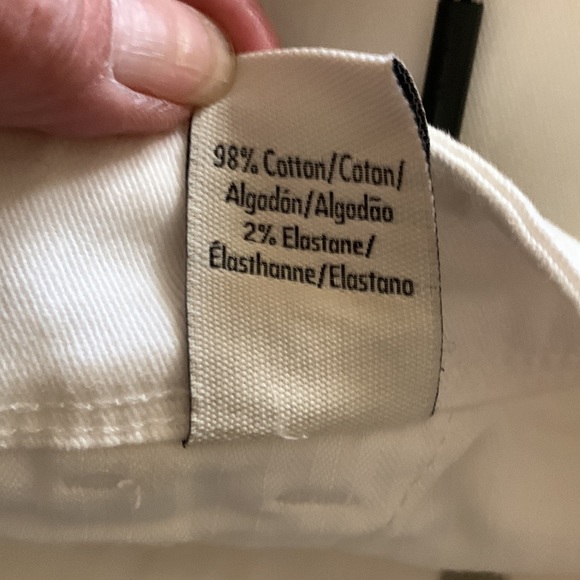 98% Cotton/Coton/
Algodón/Algodão
2% Elastane/
Élasthanne/Elastano